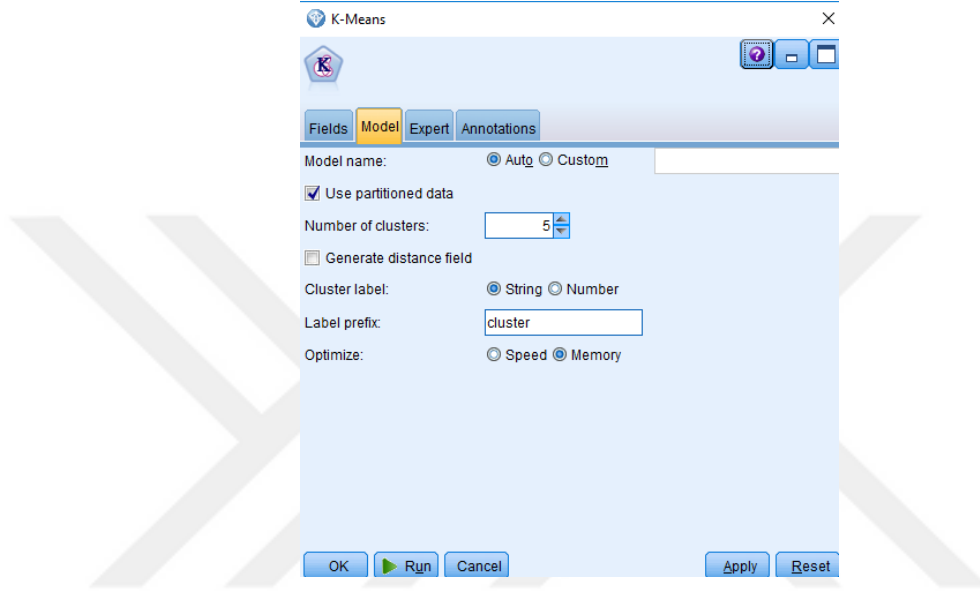 K-Means
Fields Model Expert Annotations
Model name: Auto Custom
Use partitioned data
Number of clusters: 5
Generate distance field
Cluster label: String Number
Label prefix: cluster
Optimize: Speed Memory
OK Run Cancel Apply Reset